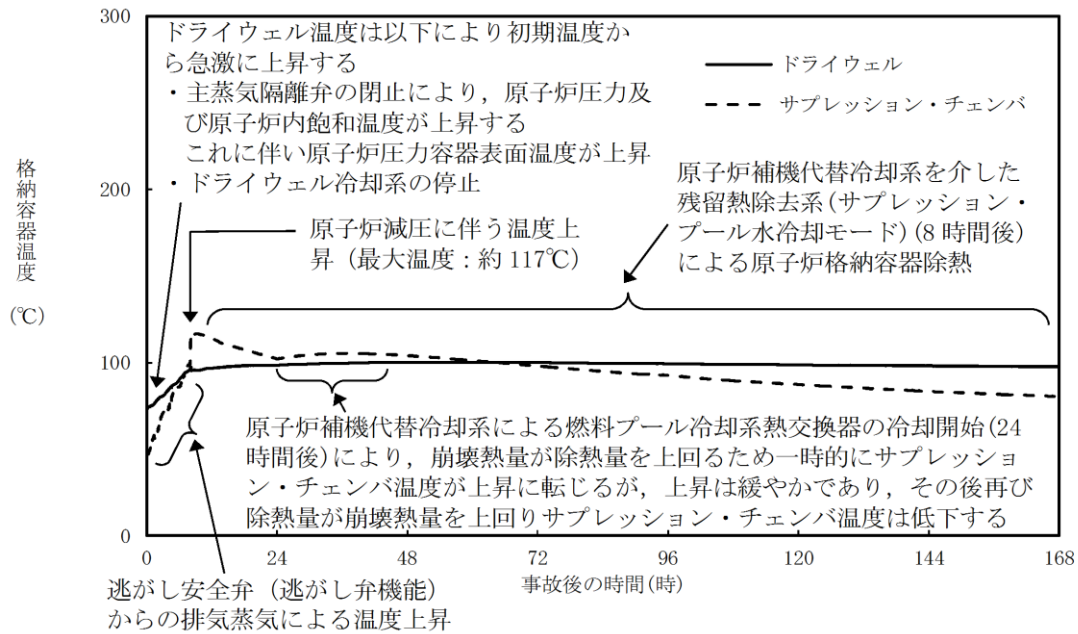 300
200
100
0
格納容器温度
(℃)
ドライウェル温度は以下により初期温度か
ら急激に上昇する
・主蒸気隔離弁の閉止により，原子炉圧力及
び原子炉内飽和温度が上昇する
これに伴い原子炉圧力容器表面温度が上昇
・ドライウェル冷却系の停止
ドライウェル
サプレッション・チェンバ
原子炉減圧に伴う温度上
昇（最大温度：約 117℃）
原子炉補機代替冷却系を介した
残留熱除去系(サプレッション・
プール水冷却モード)(8 時間後)
による原子炉格納容器除熱
原子炉補機代替冷却系による燃料プール冷却系熱交換器の冷却開始(24
時間後)により，崩壊熱量が除熱量を上回るため一時的にサプレッショ
ン・チェンバ温度が上昇に転じるが，上昇は緩やかであり，その後再び
除熱量が崩壊熱量を上回りサプレッション・チェンバ温度は低下する
0 24 48 72 96 120 144 168
事故後の時間(時)
逃がし安全弁（逃がし弁機能）
からの排気蒸気による温度上昇